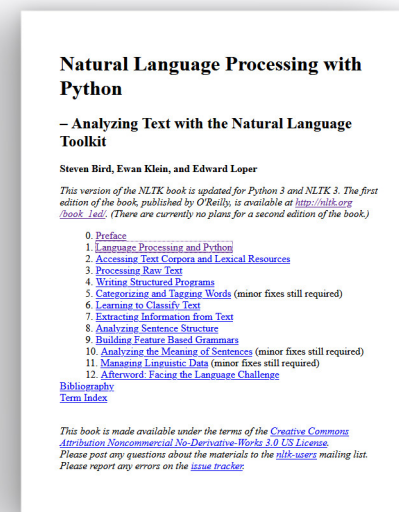 Natural Language Processing with
Python
– Analyzing Text with the Natural Language
Toolkit
Steven Bird, Ewan Klein, and Edward Loper
This version of the NLTK book is updated for Python 3 and NLTK 3. The first
edition of the book, published by O'Reilly, is available at http://nltk.org
/book_1ed/. (There are currently no plans for a second edition of the book.)
0. Preface
1. Language Processing and Python
2. Accessing Text Corpora and Lexical Resources
3. Processing Raw Text
4. Writing Structured Programs
5. Categorizing and Tagging Words (minor fixes still required)
6. Learning to Classify Text
7. Extracting Information from Text
8. Analyzing Sentence Structure
9. Building Feature Based Grammars
10. Analyzing the Meaning of Sentences (minor fixes still required)
11. Managing Linguistic Data (minor fixes still required)
12. Afterword: Facing the Language Challenge
Bibliography
Term Index
This book is made available under the terms of the Creative Commons
Attribution Noncommercial No-Derivative-Works 3.0 US License.
Please post any questions about the materials to the nltk-users mailing list.
Please report any errors on the issue tracker.